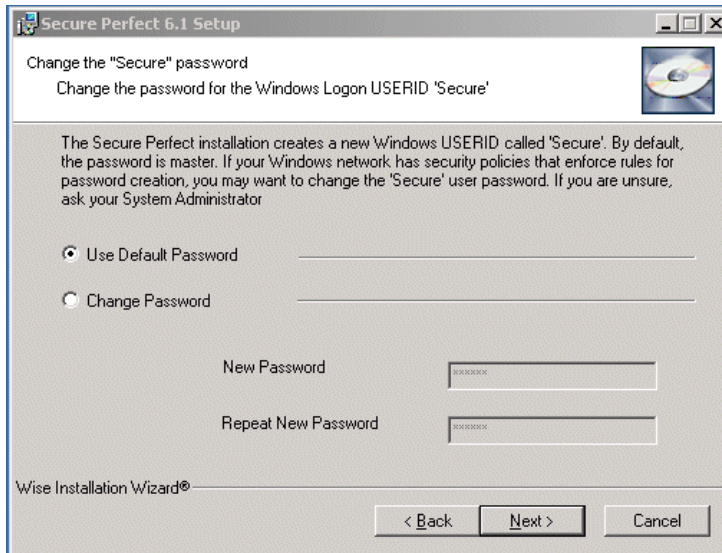 Secure Perfect 6.1 Setup
Change the "Secure" password
Change the password for the Windows Logon USERID 'Secure'
The Secure Perfect installation creates a new Windows USERID called 'Secure'. By default,
the password is master. If your Windows network has security policies that enforce rules for
password creation, you may want to change the 'Secure' user password. If you are unsure,
ask your System Administrator
Use Default Password
Change Password
New Password
xxxxxx
Repeat New Password
xxxxxx
Wise Installation Wizard®
< Back
Next >
Cancel